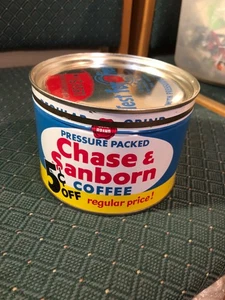 PRESSURE PACKED
Chase &
Sanborn
COFFEE
5¢
OFF
regular price!